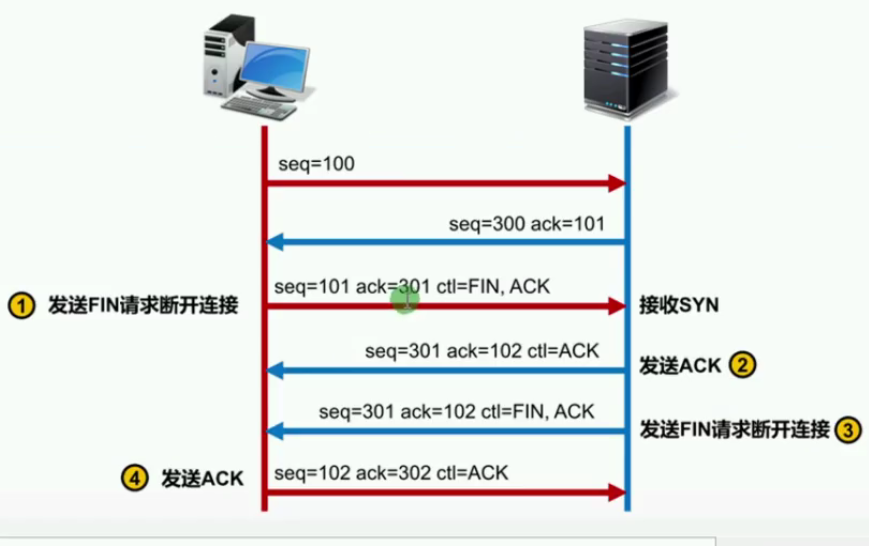 seq=100
seq=300 ack=101
① 发送FIN请求断开连接
seq=101 ack=301 ctl=FIN, ACK
接收SYN
seq=301 ack=102 ctl=ACK
发送ACK ②
seq=301 ack=102 ctl=FIN, ACK
发送FIN请求断开连接 ③
④ 发送ACK
seq=102 ack=302 ctl=ACK